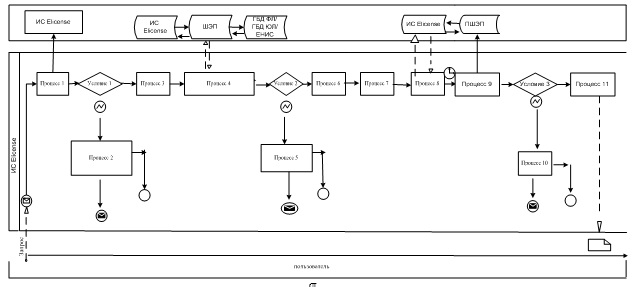 ИС Elicense
ИС
Elicense
ШЭП
ГБД ФЛ/
ГБД ЮЛ/
ЕНИС
ИС Elicense
ПШЭП
ИС Elicense
Процесс 1
Условие 1
Процесс 3
Процесс 4
Условие 2
Процесс 6
Процесс 7
Процесс 8
Процесс 9
Условие 3
Процесс 11
Процесс 2
Процесс 5
Процесс 10
Запрос
пользователь